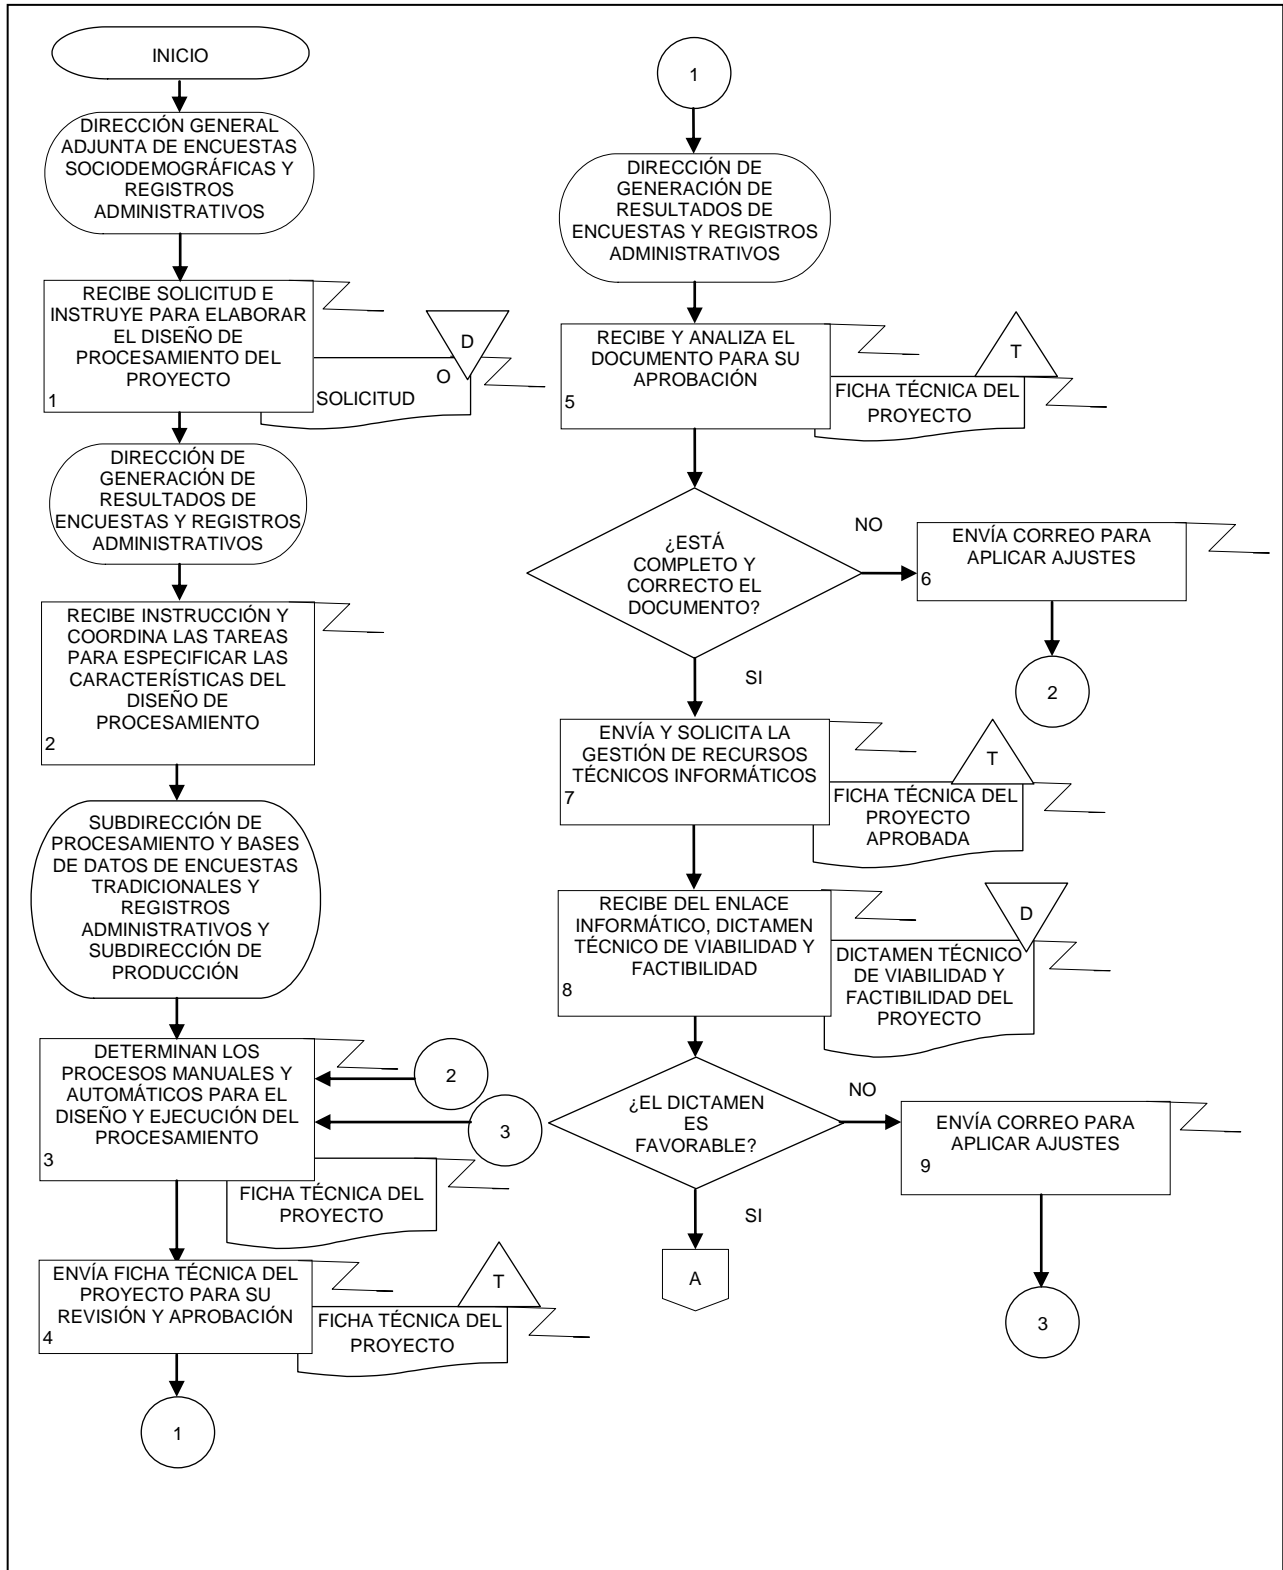 INICIO
DIRECCIÓN GENERAL
ADJUNTA DE ENCUESTAS
SOCIODEMOGRÁFICAS Y
REGISTROS
ADMINISTRATIVOS
RECIBE SOLICITUD E
INSTRUYE PARA ELABORAR
EL DISEÑO DE
PROCESAMIENTO DEL
PROYECTO
1
D
O
SOLICITUD
DIRECCIÓN DE
GENERACIÓN DE
RESULTADOS DE
ENCUESTAS Y REGISTROS
ADMINISTRATIVOS
RECIBE INSTRUCCIÓN Y
COORDINA LAS TAREAS
PARA ESPECIFICAR LAS
CARACTERÍSTICAS DEL
DISEÑO DE
PROCESAMIENTO
2
SUBDIRECCIÓN DE
PROCESAMIENTO Y BASES
DE DATOS DE ENCUESTAS
TRADICIONALES Y
REGISTROS
ADMINISTRATIVOS Y
SUBDIRECCIÓN DE
PRODUCCIÓN
DETERMINAN LOS
PROCESOS MANUALES Y
AUTOMÁTICOS PARA EL
DISEÑO Y EJECUCIÓN DEL
PROCESAMIENTO
3
2
3
FICHA TÉCNICA DEL
PROYECTO
ENVÍA FICHA TÉCNICA DEL
PROYECTO PARA SU
REVISIÓN Y APROBACIÓN
4
T
FICHA TÉCNICA DEL
PROYECTO
1
1
DIRECCIÓN DE
GENERACIÓN DE
RESULTADOS DE
ENCUESTAS Y REGISTROS
ADMINISTRATIVOS
RECIBE Y ANALIZA EL
DOCUMENTO PARA SU
APROBACIÓN
5
T
FICHA TÉCNICA DEL
PROYECTO
¿ESTÁ
COMPLETO Y
CORRECTO EL
DOCUMENTO?
NO
ENVÍA CORREO PARA
APLICAR AJUSTES
6
2
SI
ENVÍA Y SOLICITA LA
GESTIÓN DE RECURSOS
TÉCNICOS INFORMÁTICOS
7
T
FICHA TÉCNICA DEL
PROYECTO
APROBADA
RECIBE DEL ENLACE
INFORMÁTICO, DICTAMEN
TÉCNICO DE VIABILIDAD Y
FACTIBILIDAD
8
D
DICTAMEN TÉCNICO
DE VIABILIDAD Y
FACTIBILIDAD DEL
PROYECTO
¿EL DICTAMEN
ES
FAVORABLE?
NO
ENVÍA CORREO PARA
APLICAR AJUSTES
9
3
SI
A